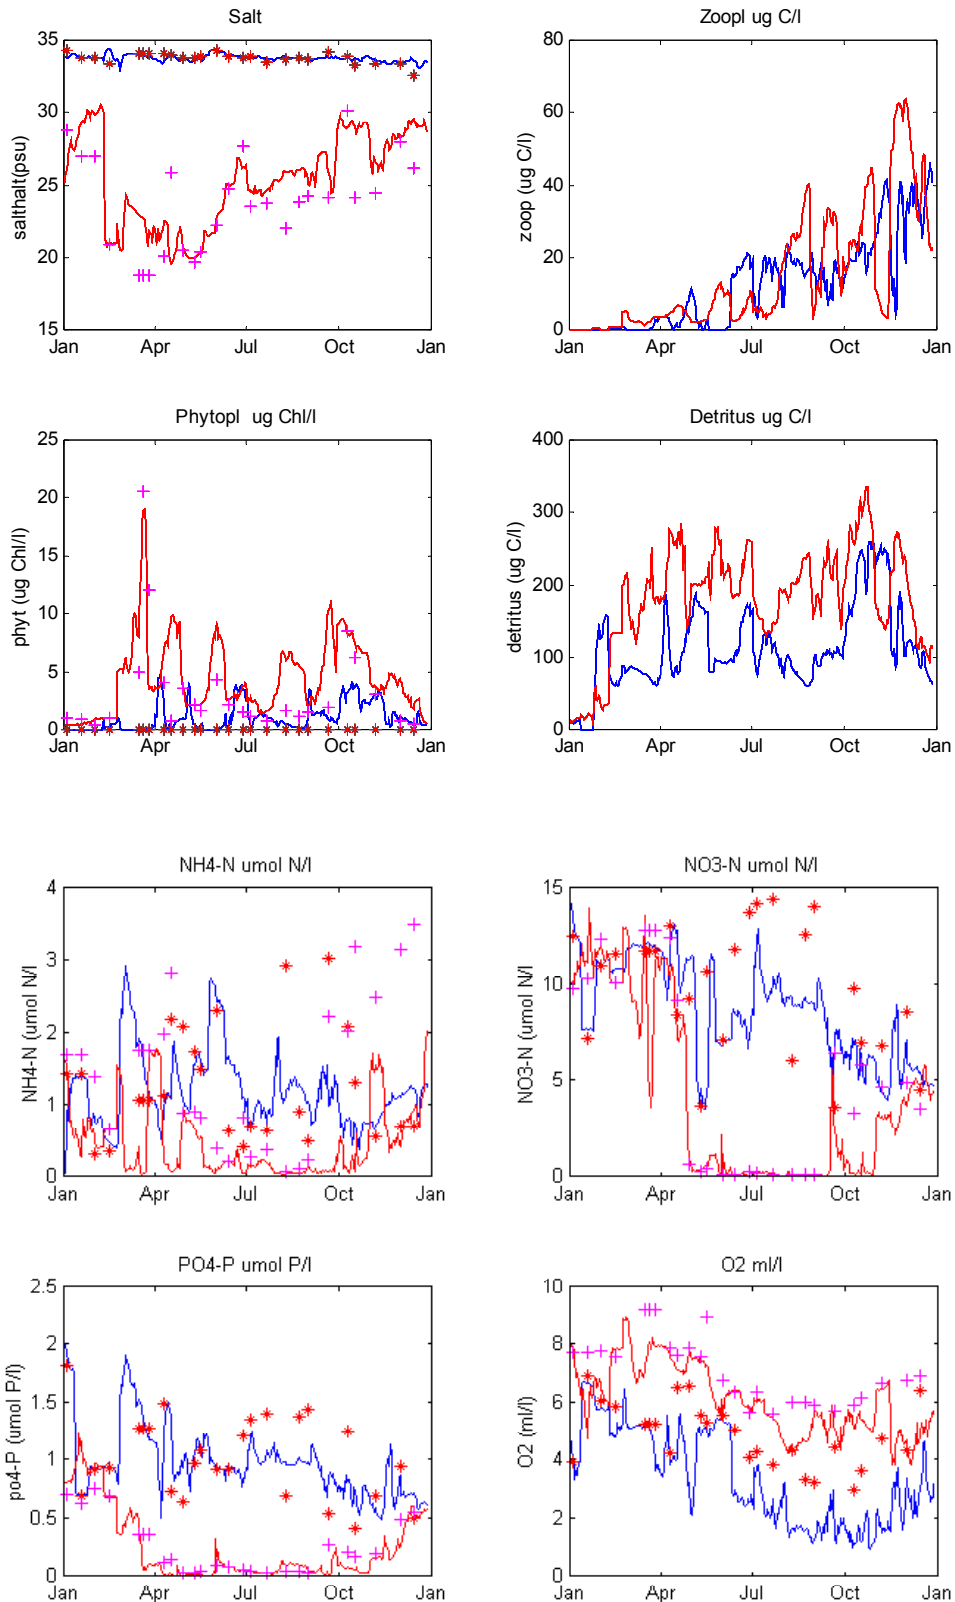 Salt
salthalt(psu)
35
30
25
20
15
Jan Apr Jul Oct Jan
Zoopl ug C/l
zoop (ug C/l)
80
60
40
20
0
Jan Apr Jul Oct Jan
Phytopl ug Chl/l
phyt (ug Chl/l)
25
20
15
10
5
0
Jan Apr Jul Oct Jan
Detritus ug C/l
detritus (ug C/l)
400
300
200
100
0
Jan Apr Jul Oct Jan
NH4-N umol N/l
NH4-N (umol N/l)
4
3
2
1
0
Jan Apr Jul Oct Jan
NO3-N umol N/l
NO3-N (umol N/l)
15
10
5
0
Jan Apr Jul Oct Jan
PO4-P umol P/l
po4-P (umol P/l)
2.5
2
1.5
1
0.5
0
Jan Apr Jul Oct Jan
O2 ml/l
O2 (ml/l)
10
8
6
4
2
0
Jan Apr Jul Oct Jan